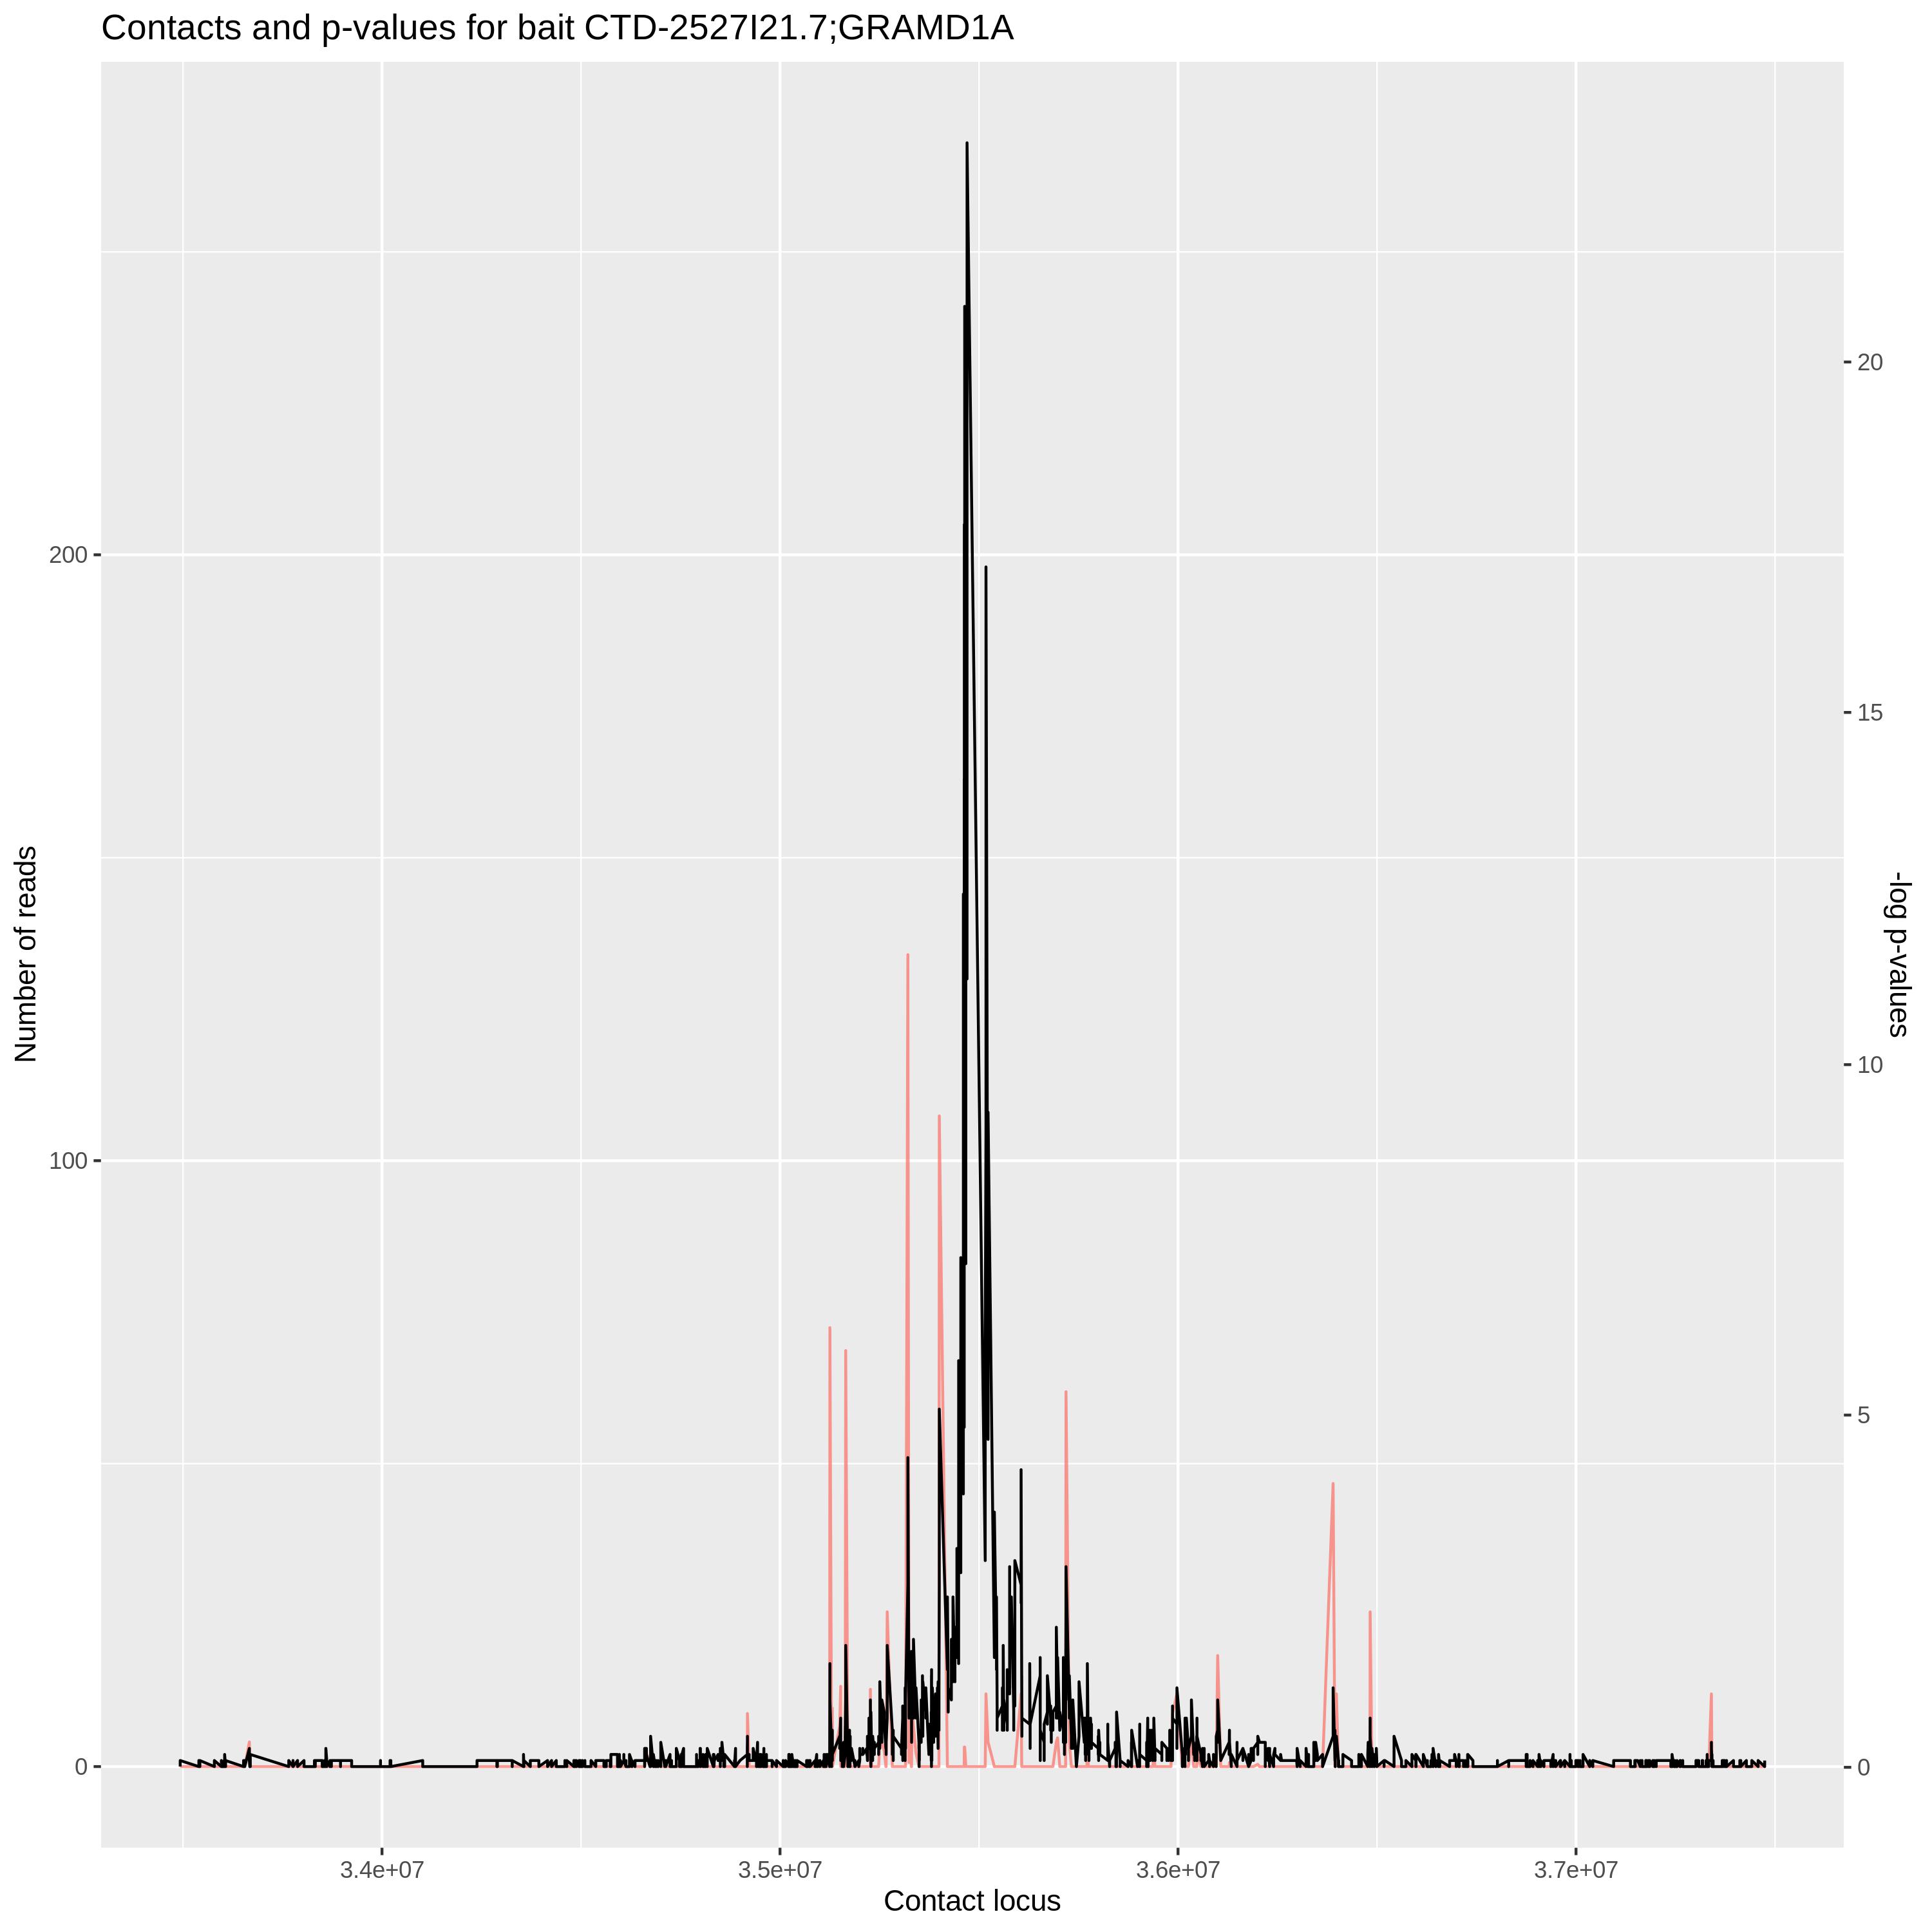 Contacts and p-values for bait CTD-2527I21.7;GRAMD1A
200
100
0
Number of reads
20
15
10
5
0
-log p-values
3.4e+07
3.5e+07
3.6e+07
3.7e+07
Contact locus